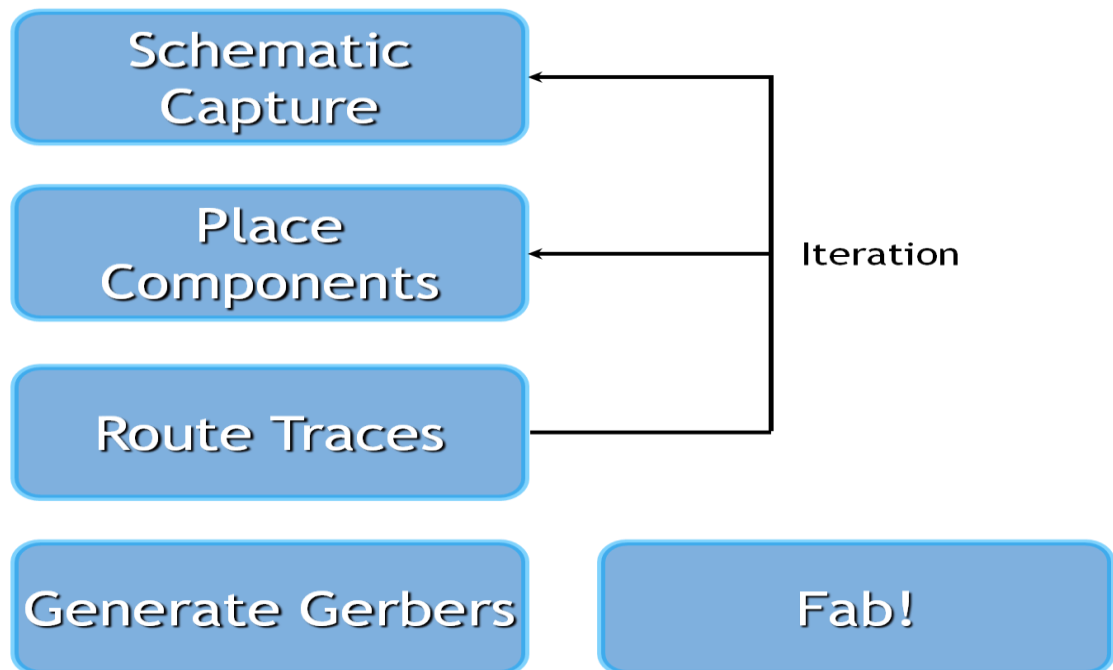 Schematic
Capture
Place
Components
Iteration
Route Traces
Generate Gerbers
Fab!